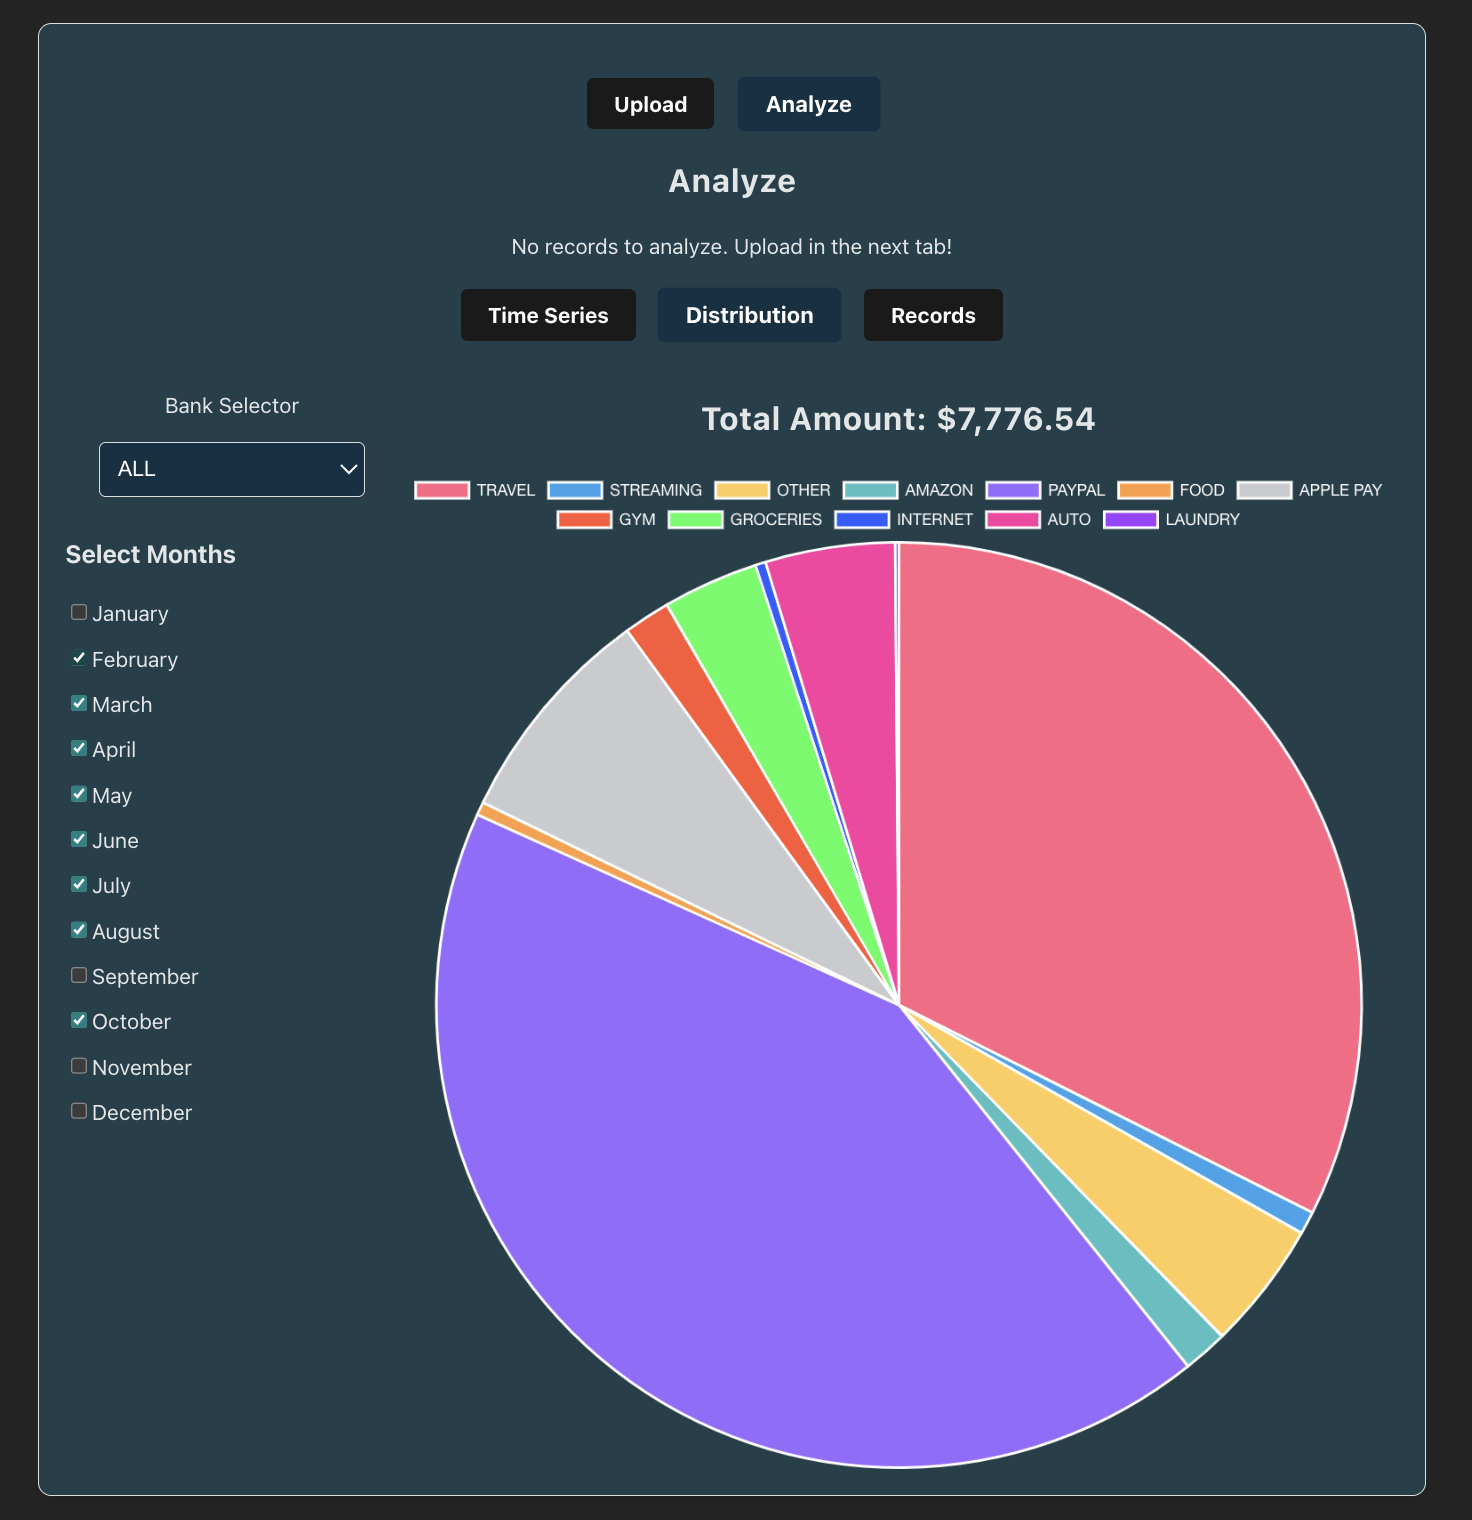 Upload Analyze
Analyze
No records to analyze. Upload in the next tab!
Time Series Distribution Records
Bank Selector
ALL
Select Months
January
February
March
April
May
June
July
August
September
October
November
December
Total Amount: $7,776.54
TRAVEL STREAMING OTHER AMAZON PAYPAL FOOD APPLE PAY
GYM GROCERIES INTERNET AUTO LAUNDRY